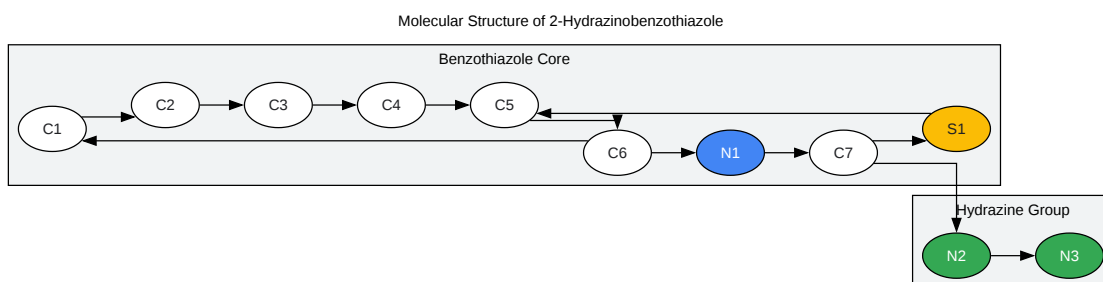 Molecular Structure of 2-Hydrazinobenzothiazole
Benzothiazole Core
C1
C2
C3
C4
C5
C6
N1
C7
S1
Hydrazine Group
N2
N3